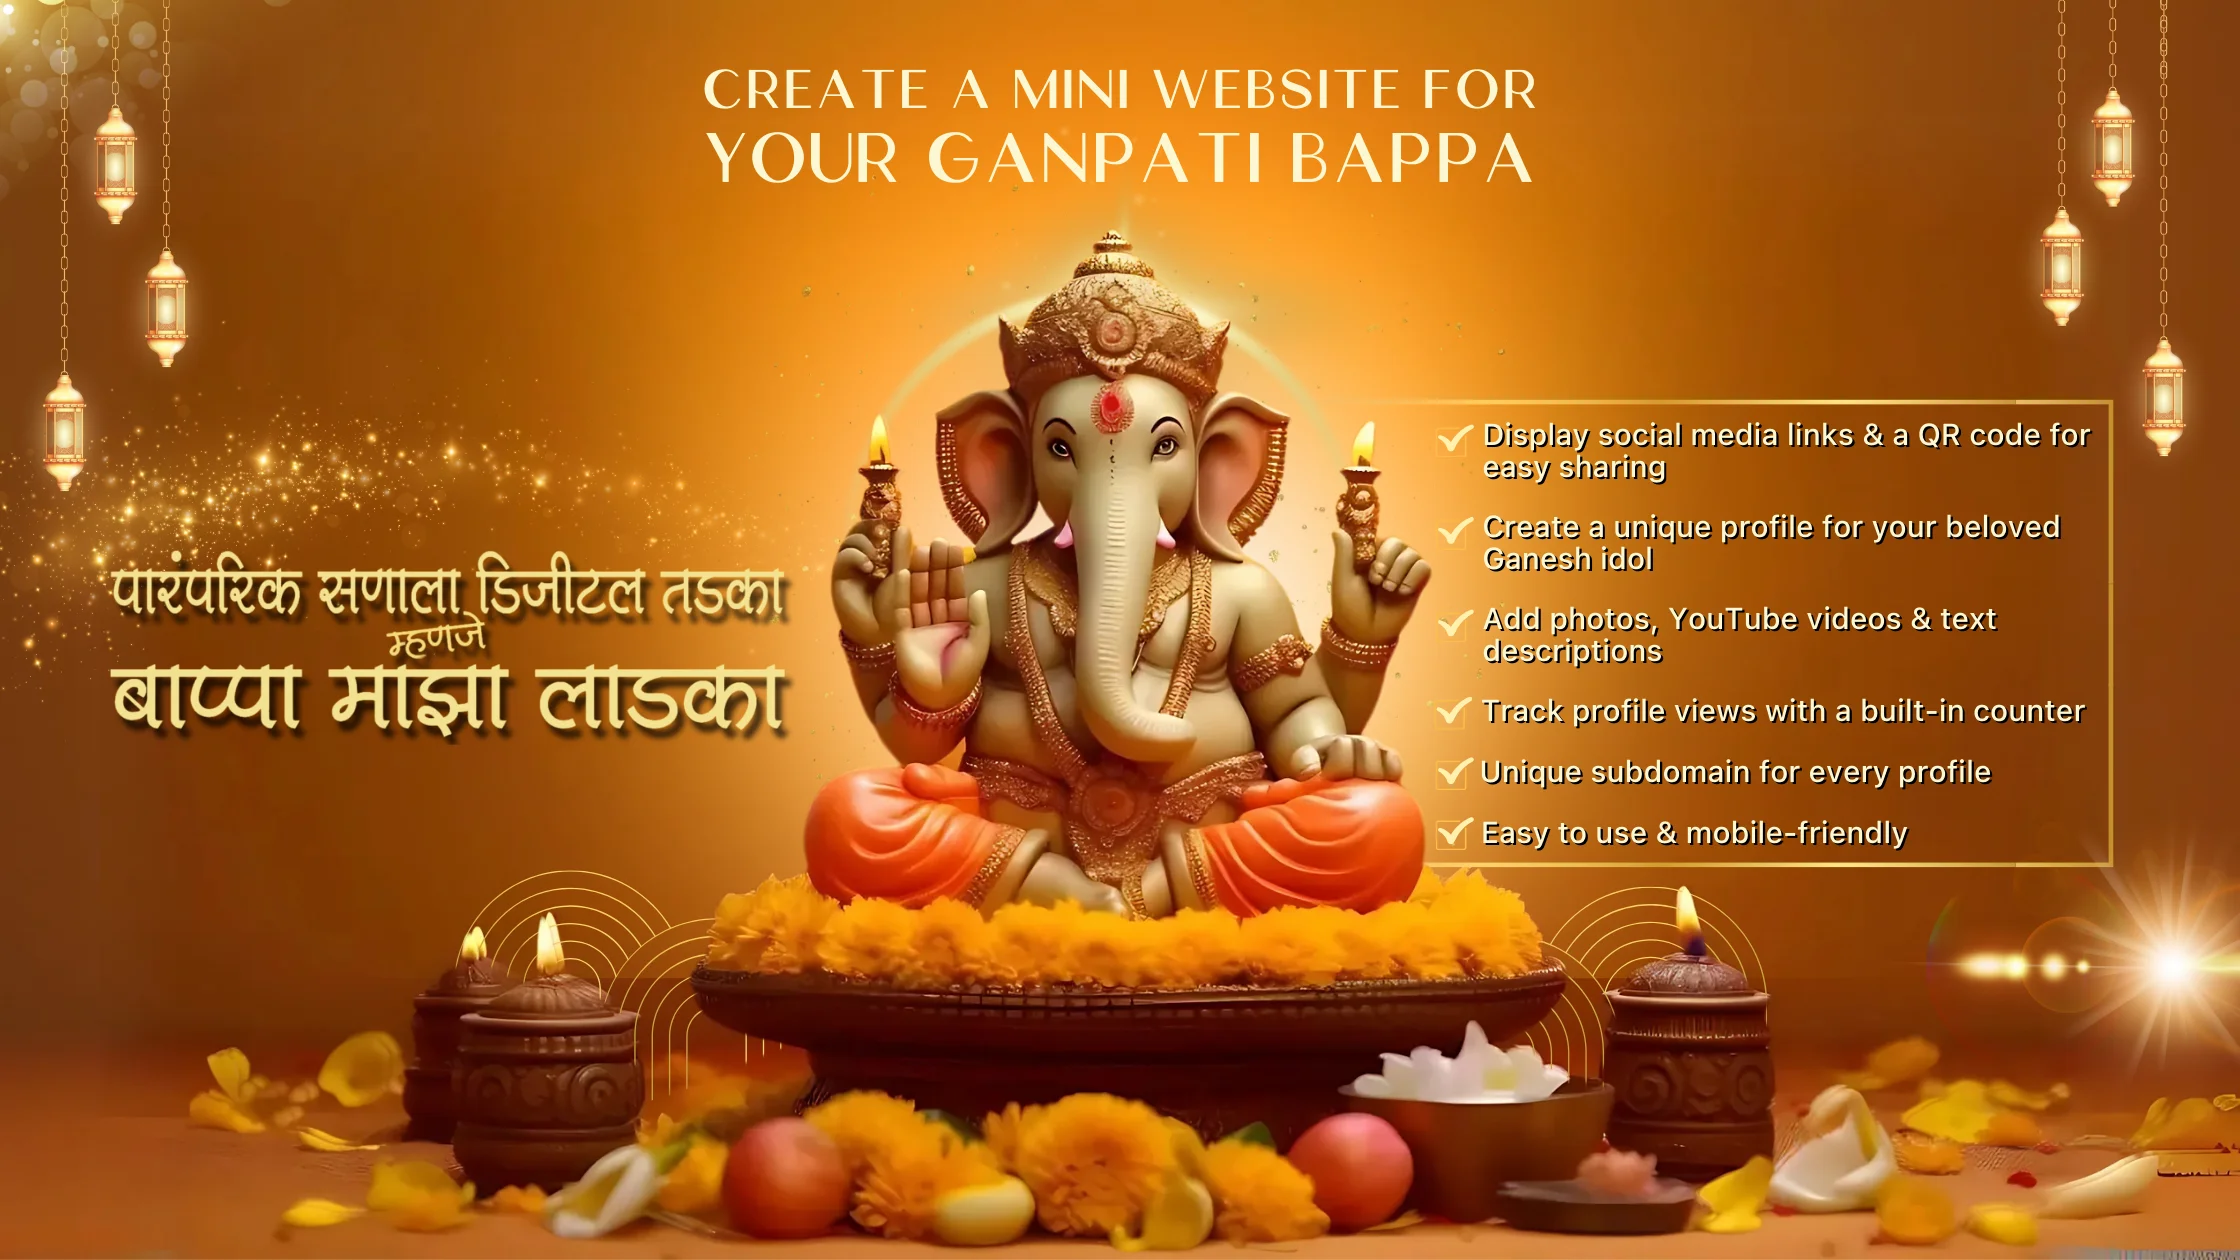 CREATE A MINI WEBSITE FOR
YOUR GANPATI BAPPA
पारंपरिक सणाला डिजीटल तडका
म्हणजे
बाप्पा माझा लाडका
Display social media links & a QR code for
easy sharing
Create a unique profile for your beloved
Ganesh idol
Add photos, YouTube videos & text
descriptions
Track profile views with a built-in counter
Unique subdomain for every profile
Easy to use & mobile-friendly